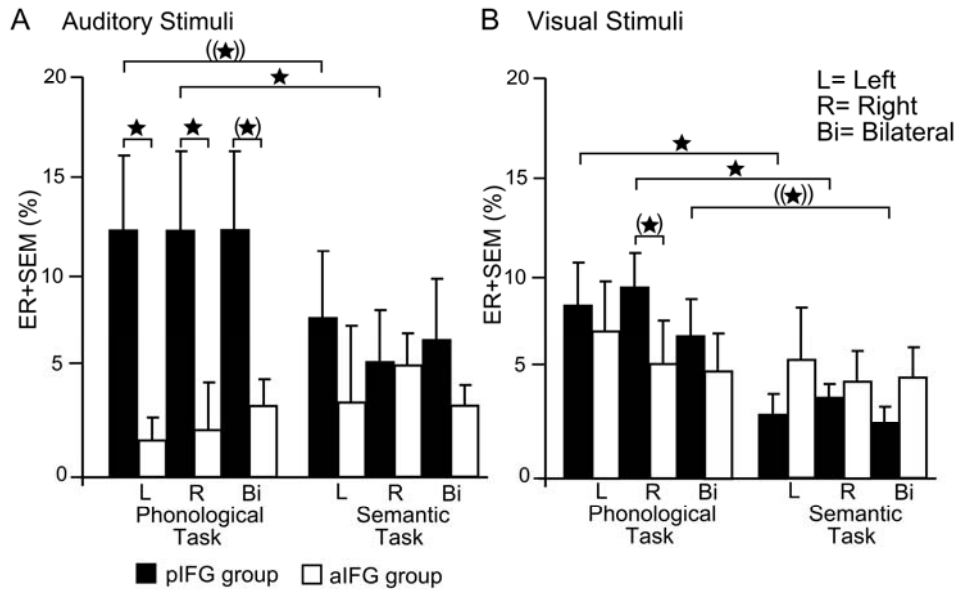 A Auditory Stimuli
((★))
★
★ ★ (★)
20
15
10
5
0
ER+SEM (%)
L R Bi L R Bi
Phonological Task
Semantic Task
pIFG group aIFG group
B Visual Stimuli
L= Left
R= Right
Bi= Bilateral
★
★
((★))
(★)
20
15
10
5
0
ER+SEM (%)
L R Bi L R Bi
Phonological Task
Semantic Task